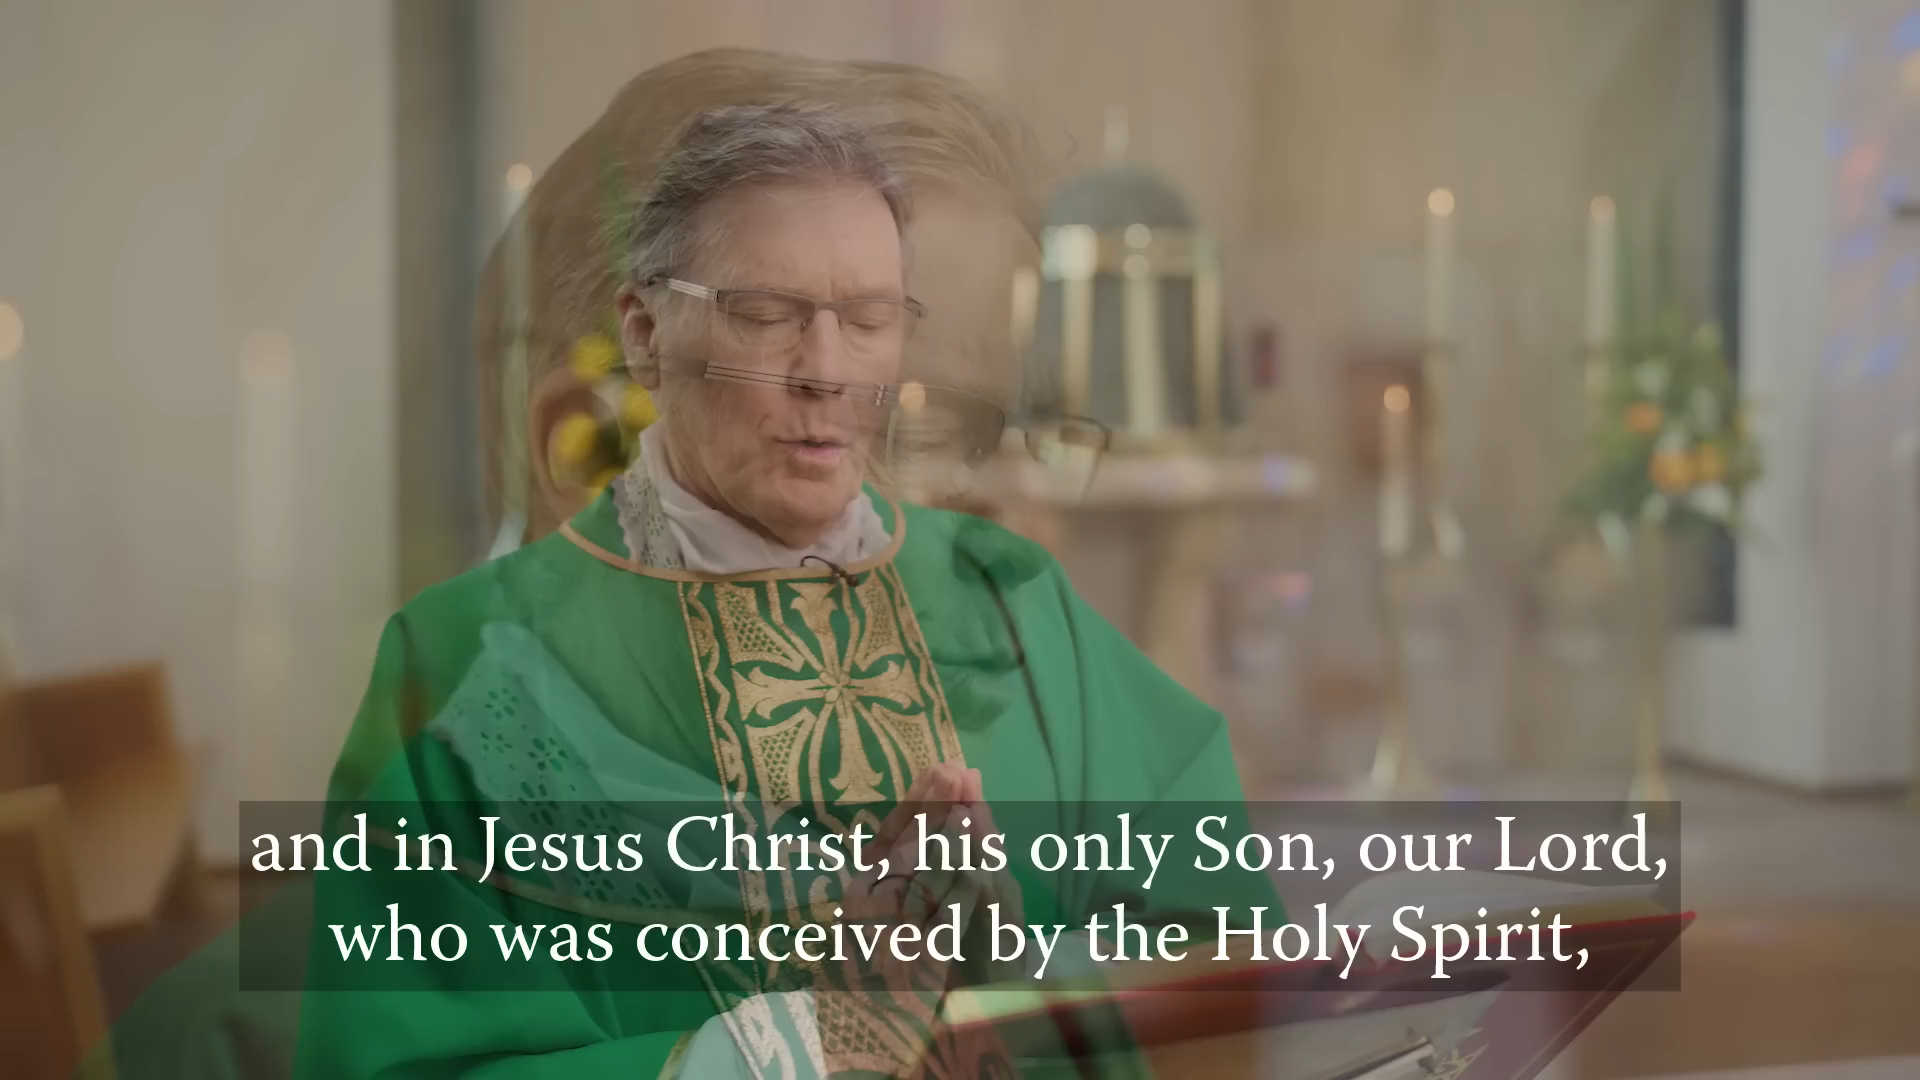 and in Jesus Christ, his only Son, our Lord,
who was conceived by the Holy Spirit,